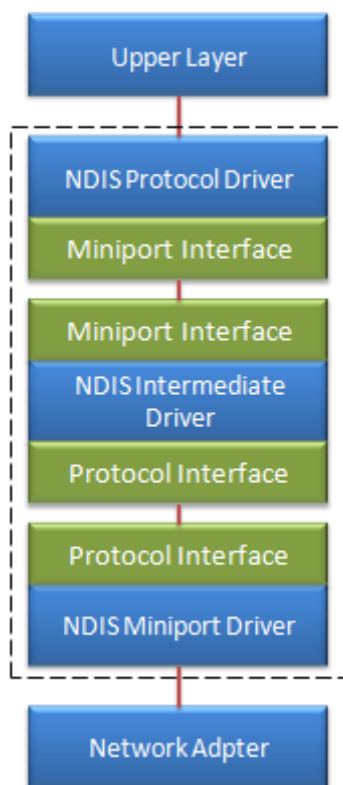 Upper Layer
NDIS Protocol Driver
Miniport Interface
Miniport Interface
NDIS Intermediate
Driver
Protocol Interface
Protocol Interface
NDIS Miniport Driver
Network Adpter